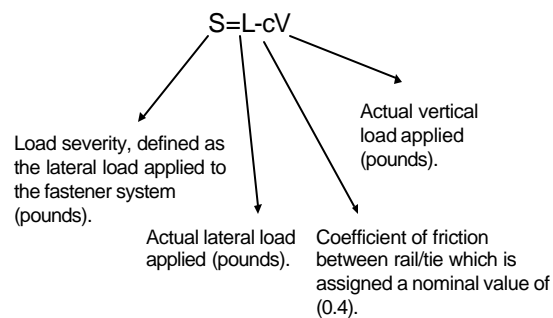 S=L-cV
Load severity, defined as
the lateral load applied to
the fastener system
(pounds).
Actual lateral load
applied (pounds).
Coefficient of friction
between rail/tie which is
assigned a nominal value of
(0.4).
Actual vertical
load applied
(pounds).